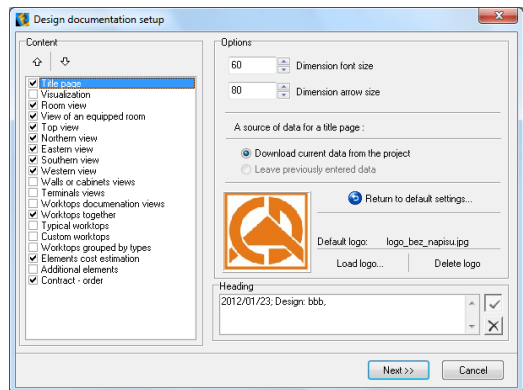 Design documentation setup
Content
Title page
Visualization
Room view
View of an equipped room
Top view
Northern view
Eastern view
Southern view
Western view
Walls or cabinets views
Terminals views
Worktops documenation views
Worktops together
Typical worktops
Custom worktops
Worktops grouped by types
Elements cost estimation
Additional elements
Contract - order
Options
60 Dimension font size
80 Dimension arrow size
A source of data for a title page :
Download current data from the project
Leave previously entered data
Return to default settings...
Default logo: logo_bez_napisu.jpg
Load logo... Delete logo
Heading
2012/01/23; Design: bbb,
Next >> Cancel